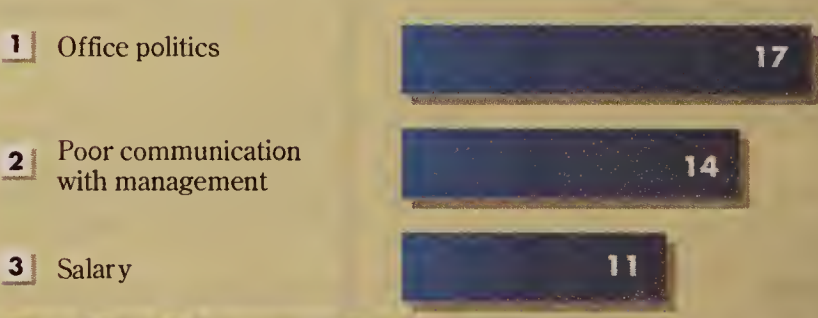 1 Office politics 17
2 Poor communication
with management 14
3 Salary 11